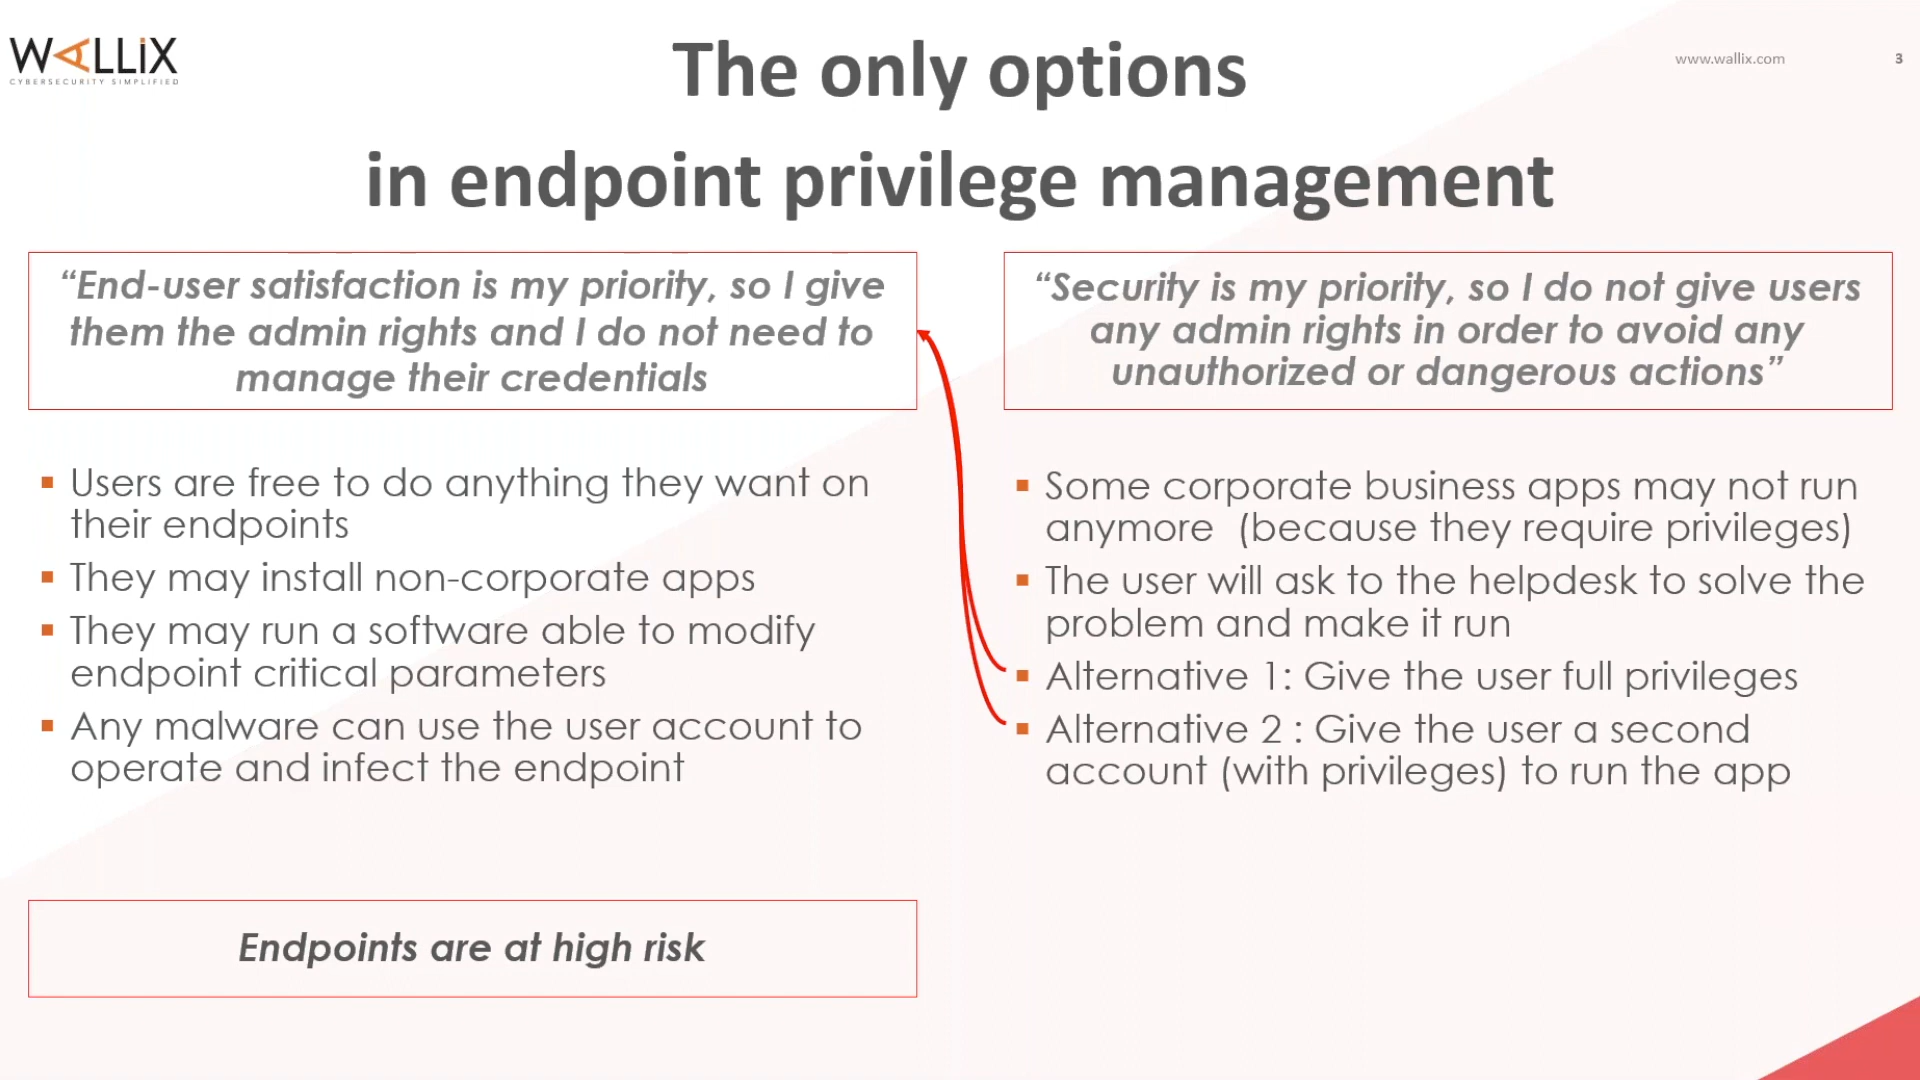 WALLIX
CYBERSECURITY SIMPLIFIED
www.wallix.com
3
The only options
in endpoint privilege management
“End-user satisfaction is my priority, so I give
them the admin rights and I do not need to
manage their credentials
▪ Users are free to do anything they want on
their endpoints
▪ They may install non-corporate apps
▪ They may run a software able to modify
endpoint critical parameters
▪ Any malware can use the user account to
operate and infect the endpoint
Endpoints are at high risk
“Security is my priority, so I do not give users
any admin rights in order to avoid any
unauthorized or dangerous actions”
▪ Some corporate business apps may not run
anymore  (because they require privileges)
▪ The user will ask to the helpdesk to solve the
problem and make it run
▪ Alternative 1: Give the user full privileges
▪ Alternative 2 : Give the user a second
account (with privileges) to run the app